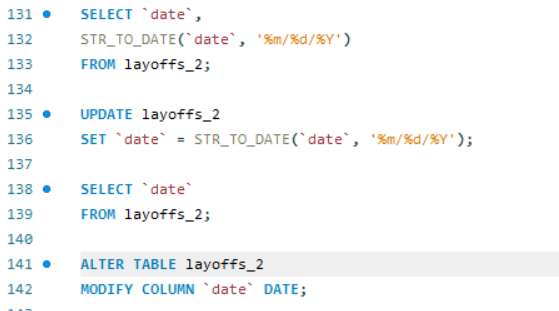 131 SELECT `date`,
132 STR_TO_DATE(`date`, '%m/%d/%Y')
133 FROM layoffs_2;
134
135 UPDATE layoffs_2
136 SET `date` = STR_TO_DATE(`date`, '%m/%d/%Y');
137
138 SELECT `date`
139 FROM layoffs_2;
140
141 ALTER TABLE layoffs_2
142 MODIFY COLUMN `date` DATE;